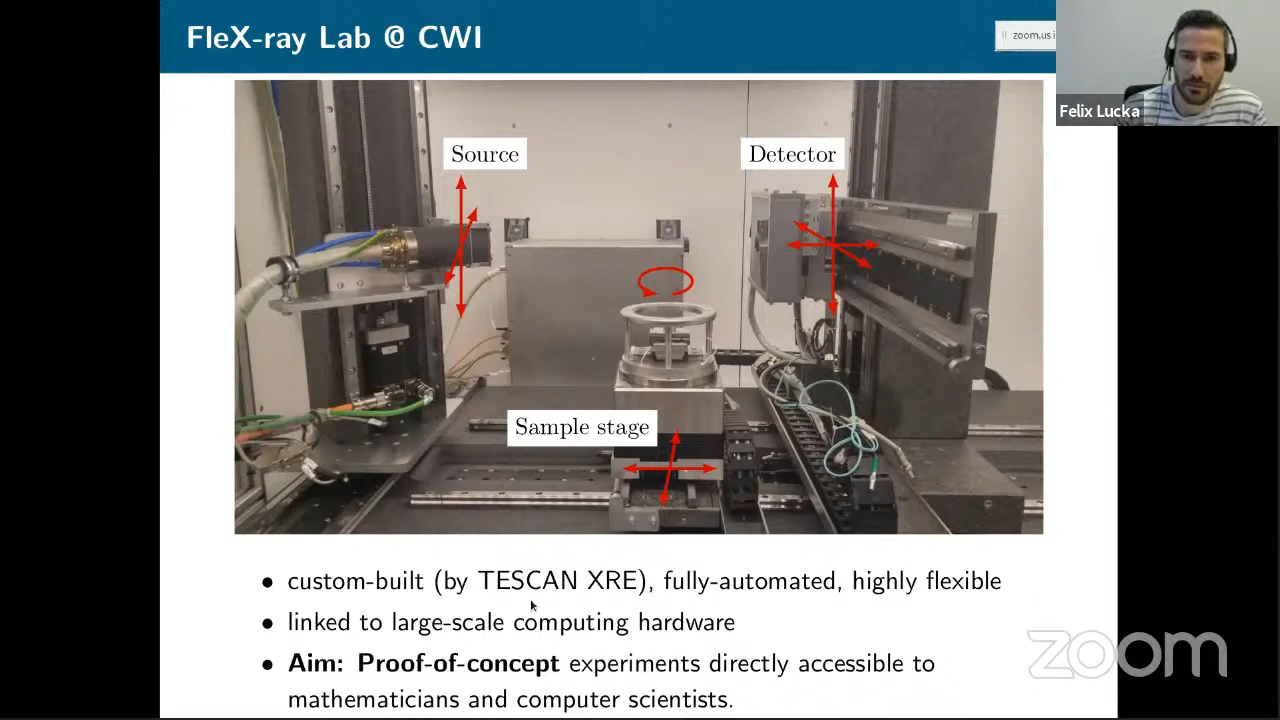 FleX-ray Lab @ CWI
zoom.us i
Felix Lucka
Source
Detector
Sample stage
• custom-built (by TESCAN XRE), fully-automated, highly flexible
• linked to large-scale computing hardware
• Aim: Proof-of-concept experiments directly accessible to
mathematicians and computer scientists.
zoom